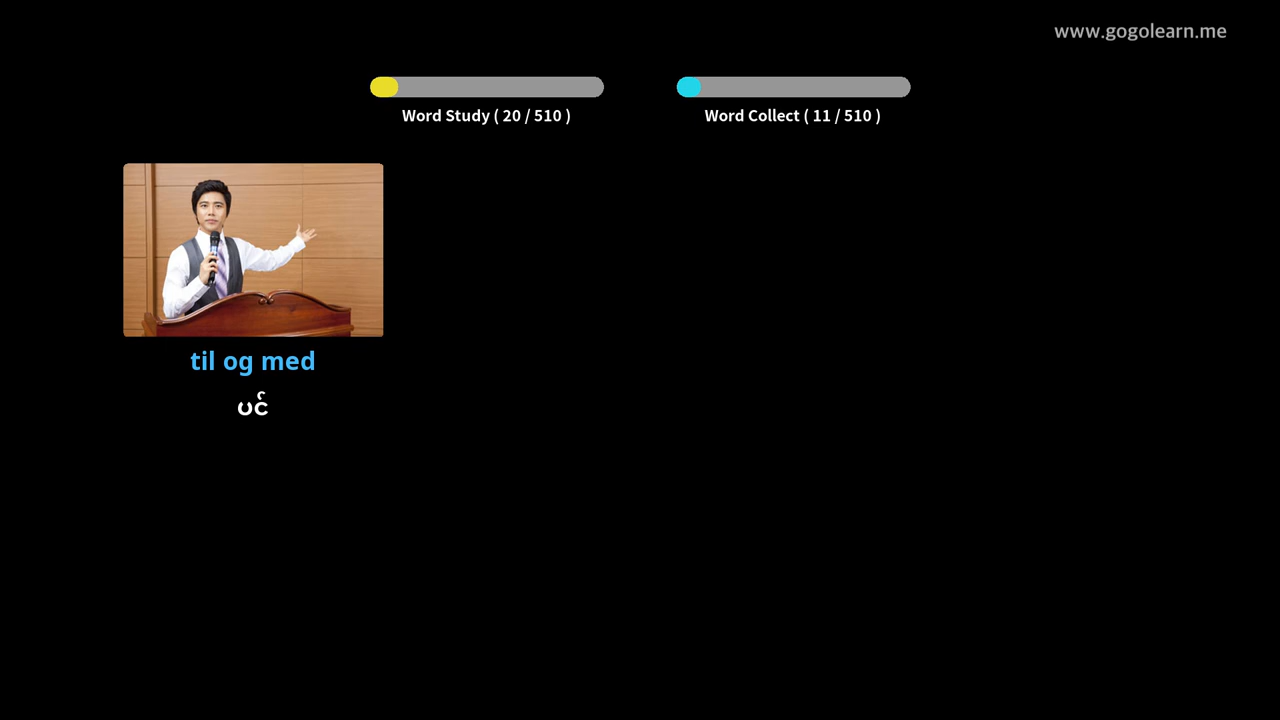 www.gogolearn.me
Word Study ( 20 / 510 )
Word Collect ( 11 / 510 )
til og med
ပင်